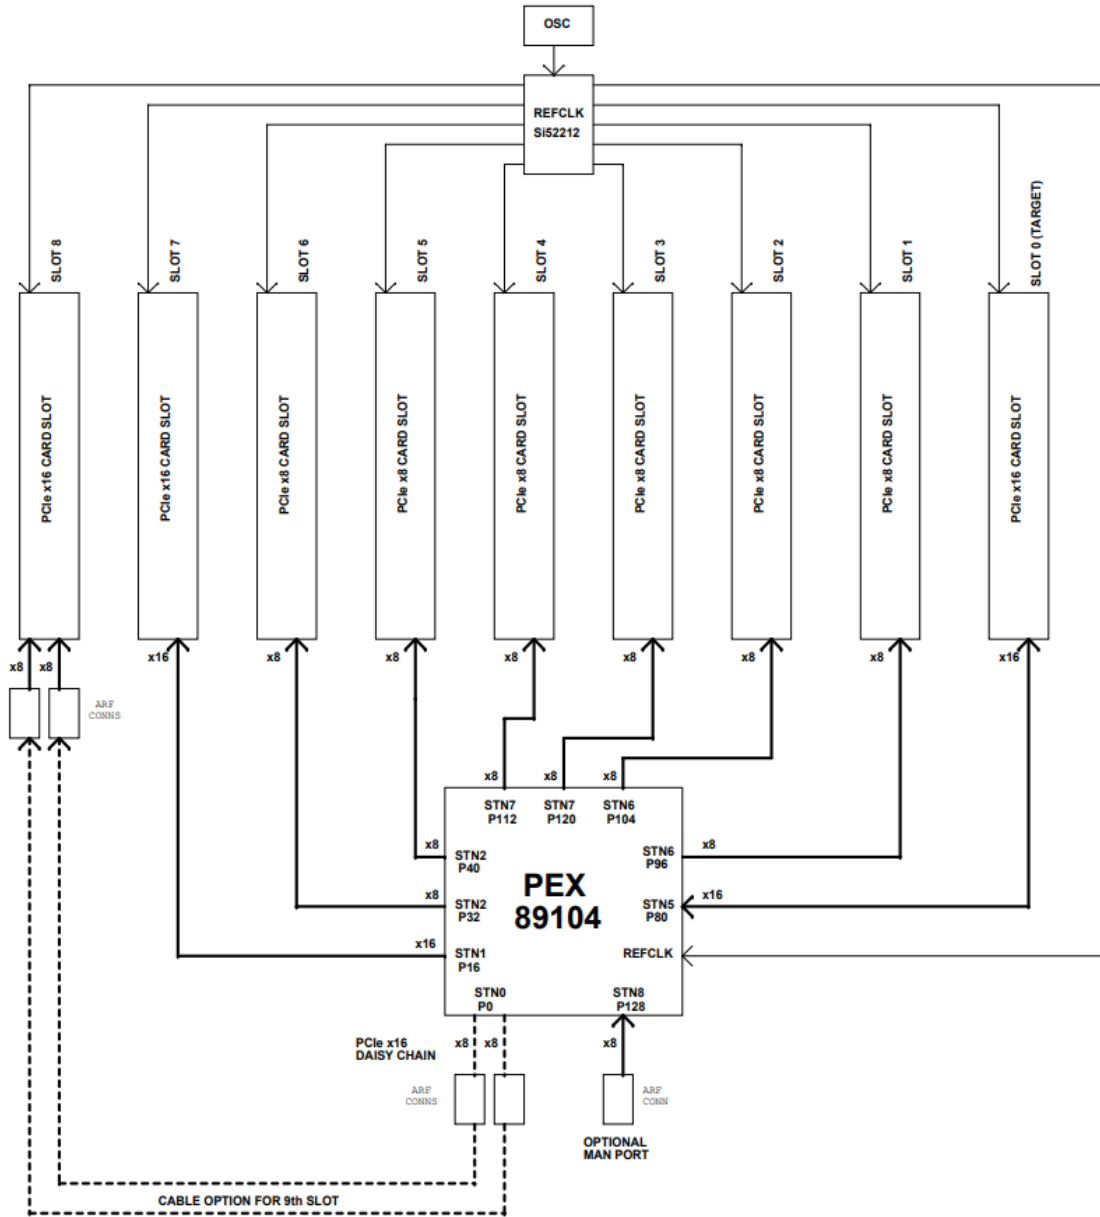 OSC
REFCLK
Si52212
SLOT 8
SLOT 7
SLOT 6
SLOT 5
SLOT 4
SLOT 3
SLOT 2
SLOT 1
SLOT 0 (TARGET)
PCIe x16 CARD SLOT
PCIe x16 CARD SLOT
PCIe x8 CARD SLOT
PCIe x8 CARD SLOT
PCIe x8 CARD SLOT
PCIe x8 CARD SLOT
PCIe x8 CARD SLOT
PCIe x8 CARD SLOT
PCIe x16 CARD SLOT
x8
x8
x16
x8
x8
x8
x8
x8
x8
x16
ARF
CONNS
x8
x8
x8
STN7
P112
STN7
P120
STN6
P104
x8
STN2
P40
STN6
P96
x8
x8
STN2
P32
PEX
89104
STN5
P80
x16
x16
STN1
P16
REFCLK
STN0
P0
STN8
P128
PCIe x16
DAISY CHAIN
x8
x8
x8
ARF
CONNS
ARF
CONN
OPTIONAL
MAN PORT
CABLE OPTION FOR 9th SLOT